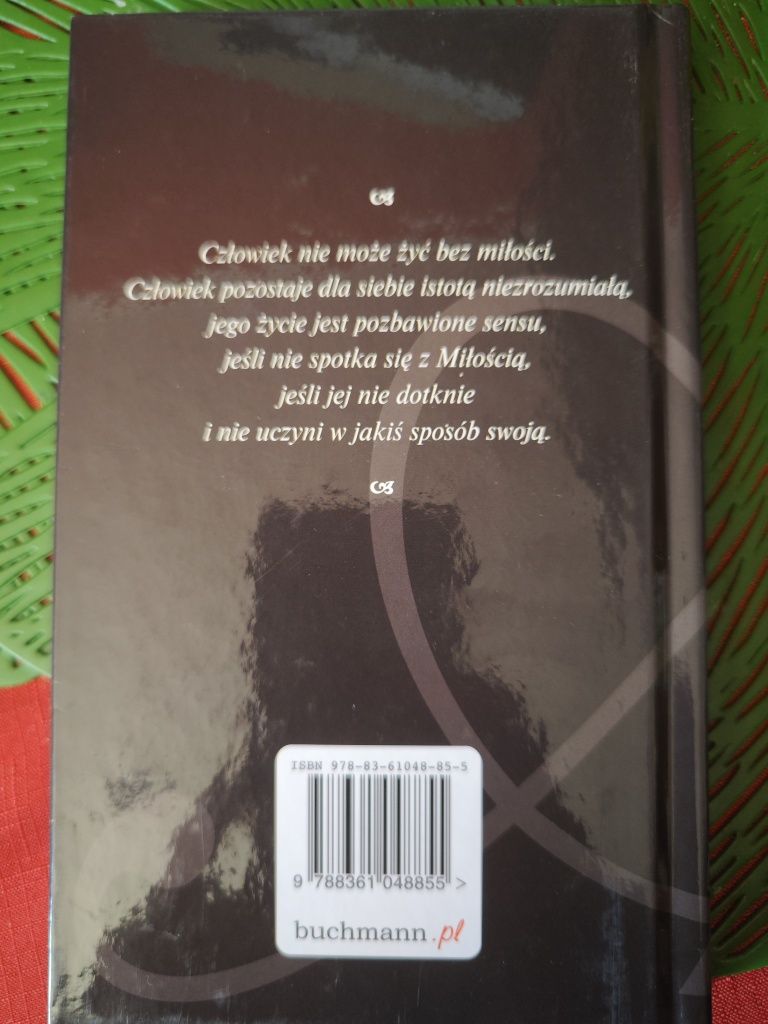 Człowiek nie może żyć bez miłości.
Człowiek pozostaje dla siebie istotą niezrozumiałą,
jego życie jest pozbawione sensu,
jeśli nie spotka się z Miłością,
jeśli jej nie dotknie
i nie uczyni w jakiś sposób swoją.
ISBN 978-83-61048-85-5
9 788361 048855 >
buchmann.pl